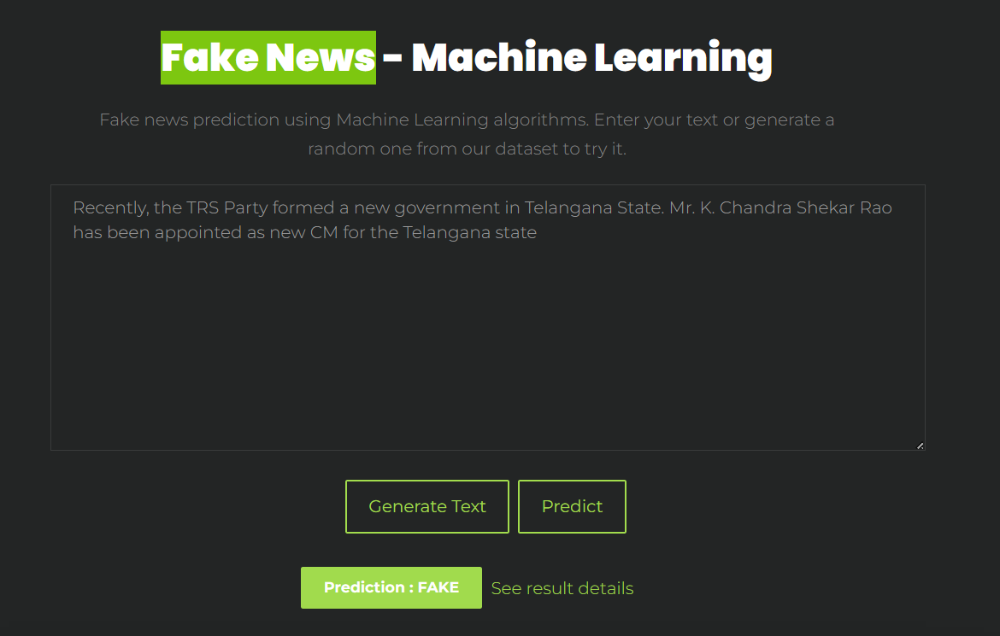 Fake News - Machine Learning
Fake news prediction using Machine Learning algorithms. Enter your text or generate a
random one from our dataset to try it.
Recently, the TRS Party formed a new government in Telangana State. Mr. K. Chandra Shekar Rao
has been appointed as new CM for the Telangana state
Generate Text Predict
Prediction : FAKE See result details